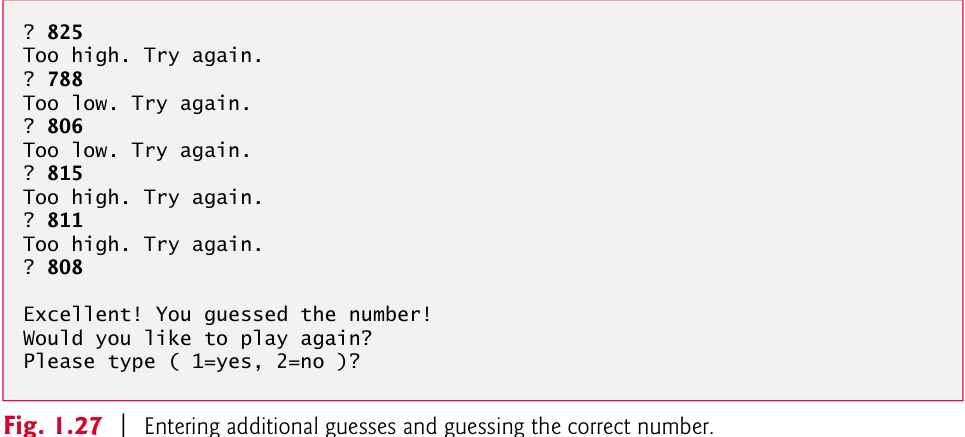 ? 825
Too high. Try again.
? 788
Too low. Try again.
? 806
Too low. Try again.
? 815
Too high. Try again.
? 811
Too high. Try again.
? 808
Excellent! You guessed the number!
Would you like to play again?
Please type ( 1=yes, 2=no )?
Fig. 1.27 | Entering additional guesses and guessing the correct number.